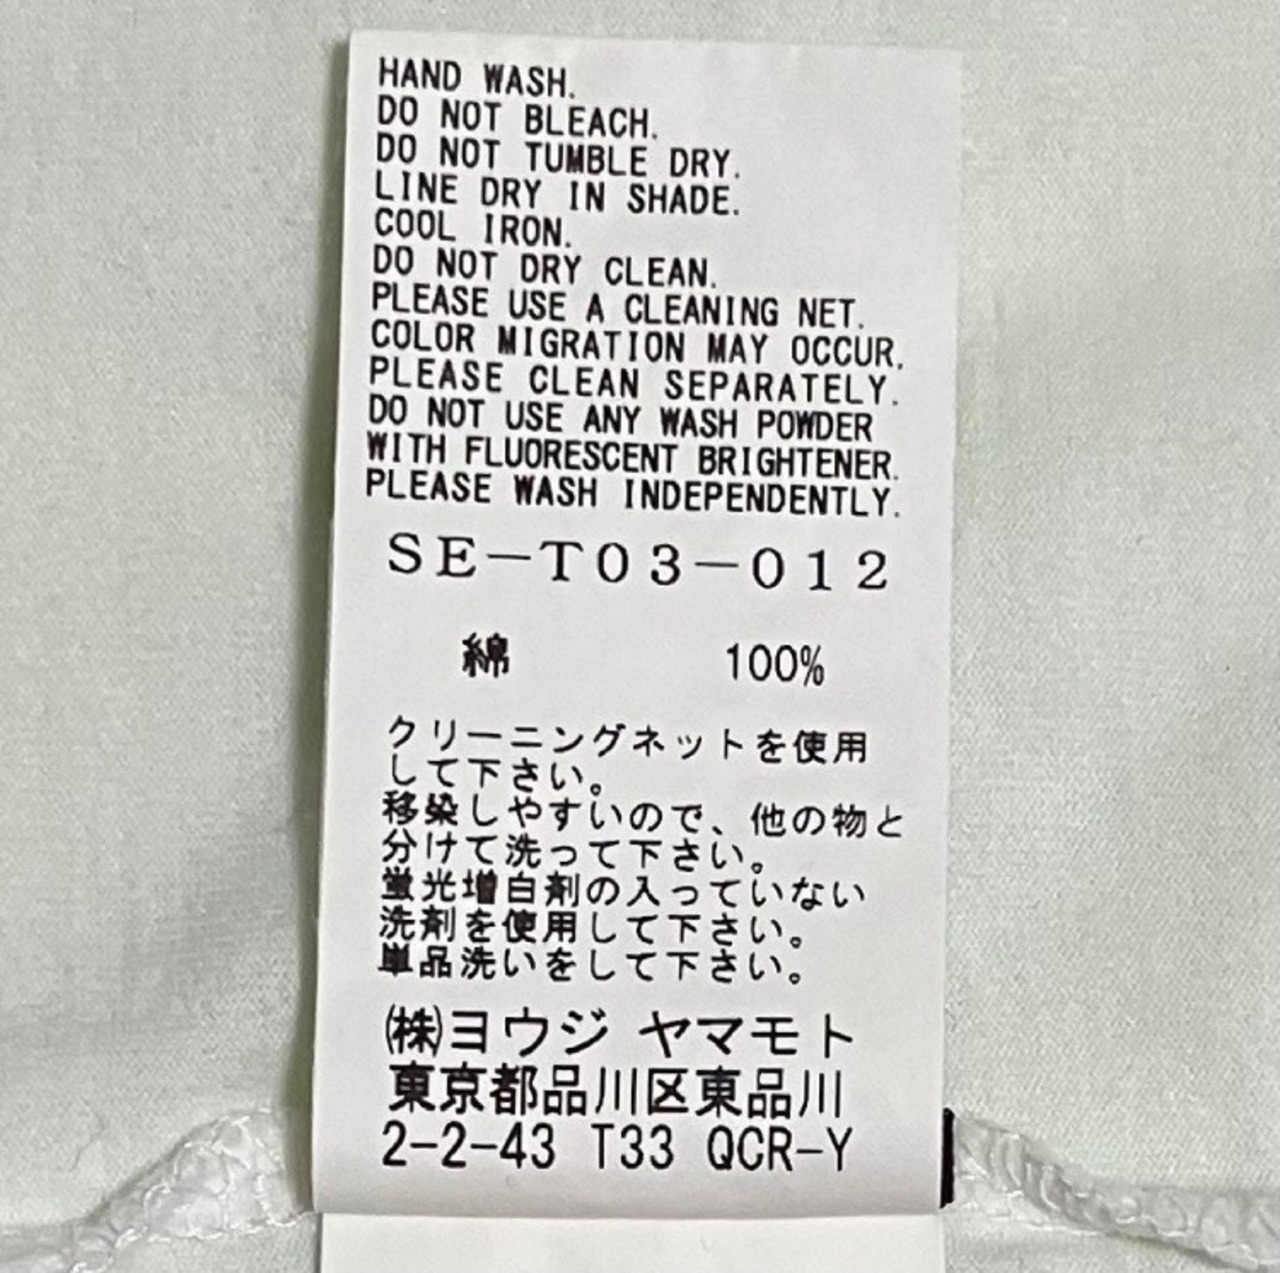 HAND WASH.
DO NOT BLEACH.
DO NOT TUMBLE DRY.
LINE DRY IN SHADE.
COOL IRON.
DO NOT DRY CLEAN.
PLEASE USE A CLEANING NET.
COLOR MIGRATION MAY OCCUR.
PLEASE CLEAN SEPARATELY.
DO NOT USE ANY WASH POWDER
WITH FLUORESCENT BRIGHTENER.
PLEASE WASH INDEPENDENTLY.
SE-T03-012
綿 100%
クリーニングネットを使用
して下さい。
移染しやすいので、他の物と
分けて洗って下さい。
蛍光増白剤の入っていない
洗剤を使用して下さい。
単品洗いをして下さい。
㈱ヨウジ ヤマモト
東京都品川区東品川
2-2-43 T33 QCR-Y